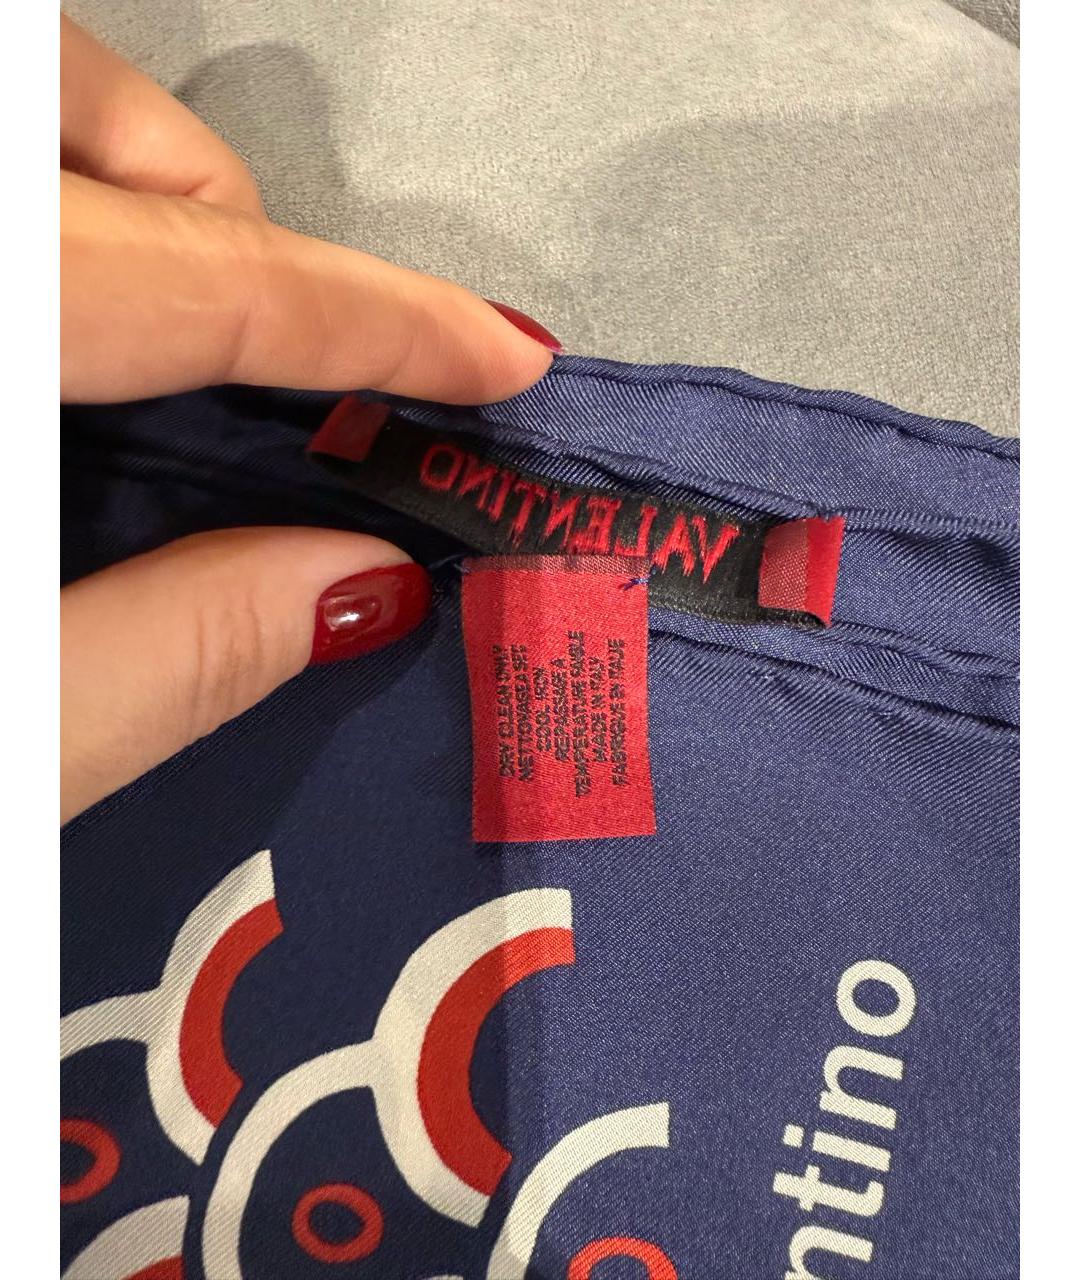 VALENTINO
DRY CLEAN ONLY
NETTOYAGE A SEC
COOL IRON
REPASSAGE A
TEMPERATURE FAIBLE
MADE IN ITALY
FABRIQUE EN ITALIE
ntino